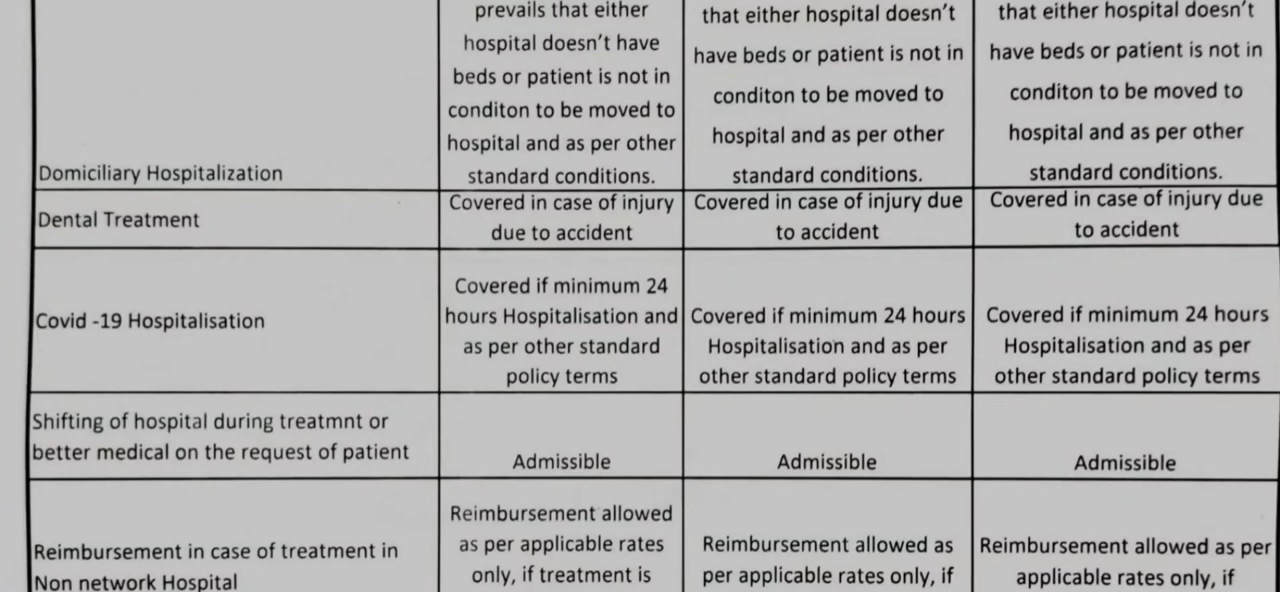 prevails that either
hospital doesn't have
beds or patient is not in
conditon to be moved to
hospital and as per other
standard conditions.
that either hospital doesn't
have beds or patient is not in
conditon to be moved to
hospital and as per other
standard conditions.
that either hospital doesn't
have beds or patient is not in
conditon to be moved to
hospital and as per other
standard conditions.
Domiciliary Hospitalization
Dental Treatment
Covered in case of injury
due to accident
Covered in case of injury due
to accident
Covered in case of injury due
to accident
Covid -19 Hospitalisation
Covered if minimum 24
hours Hospitalisation and
as per other standard
policy terms
Covered if minimum 24 hours
Hospitalisation and as per
other standard policy terms
Covered if minimum 24 hours
Hospitalisation and as per
other standard policy terms
Shifting of hospital during treatmnt or
better medical on the request of patient
Admissible
Admissible
Admissible
Reimbursement in case of treatment in
Non network Hospital
Reimbursement allowed
as per applicable rates
only, if treatment is
Reimbursement allowed as
per applicable rates only, if
Reimbursement allowed as per
applicable rates only, if